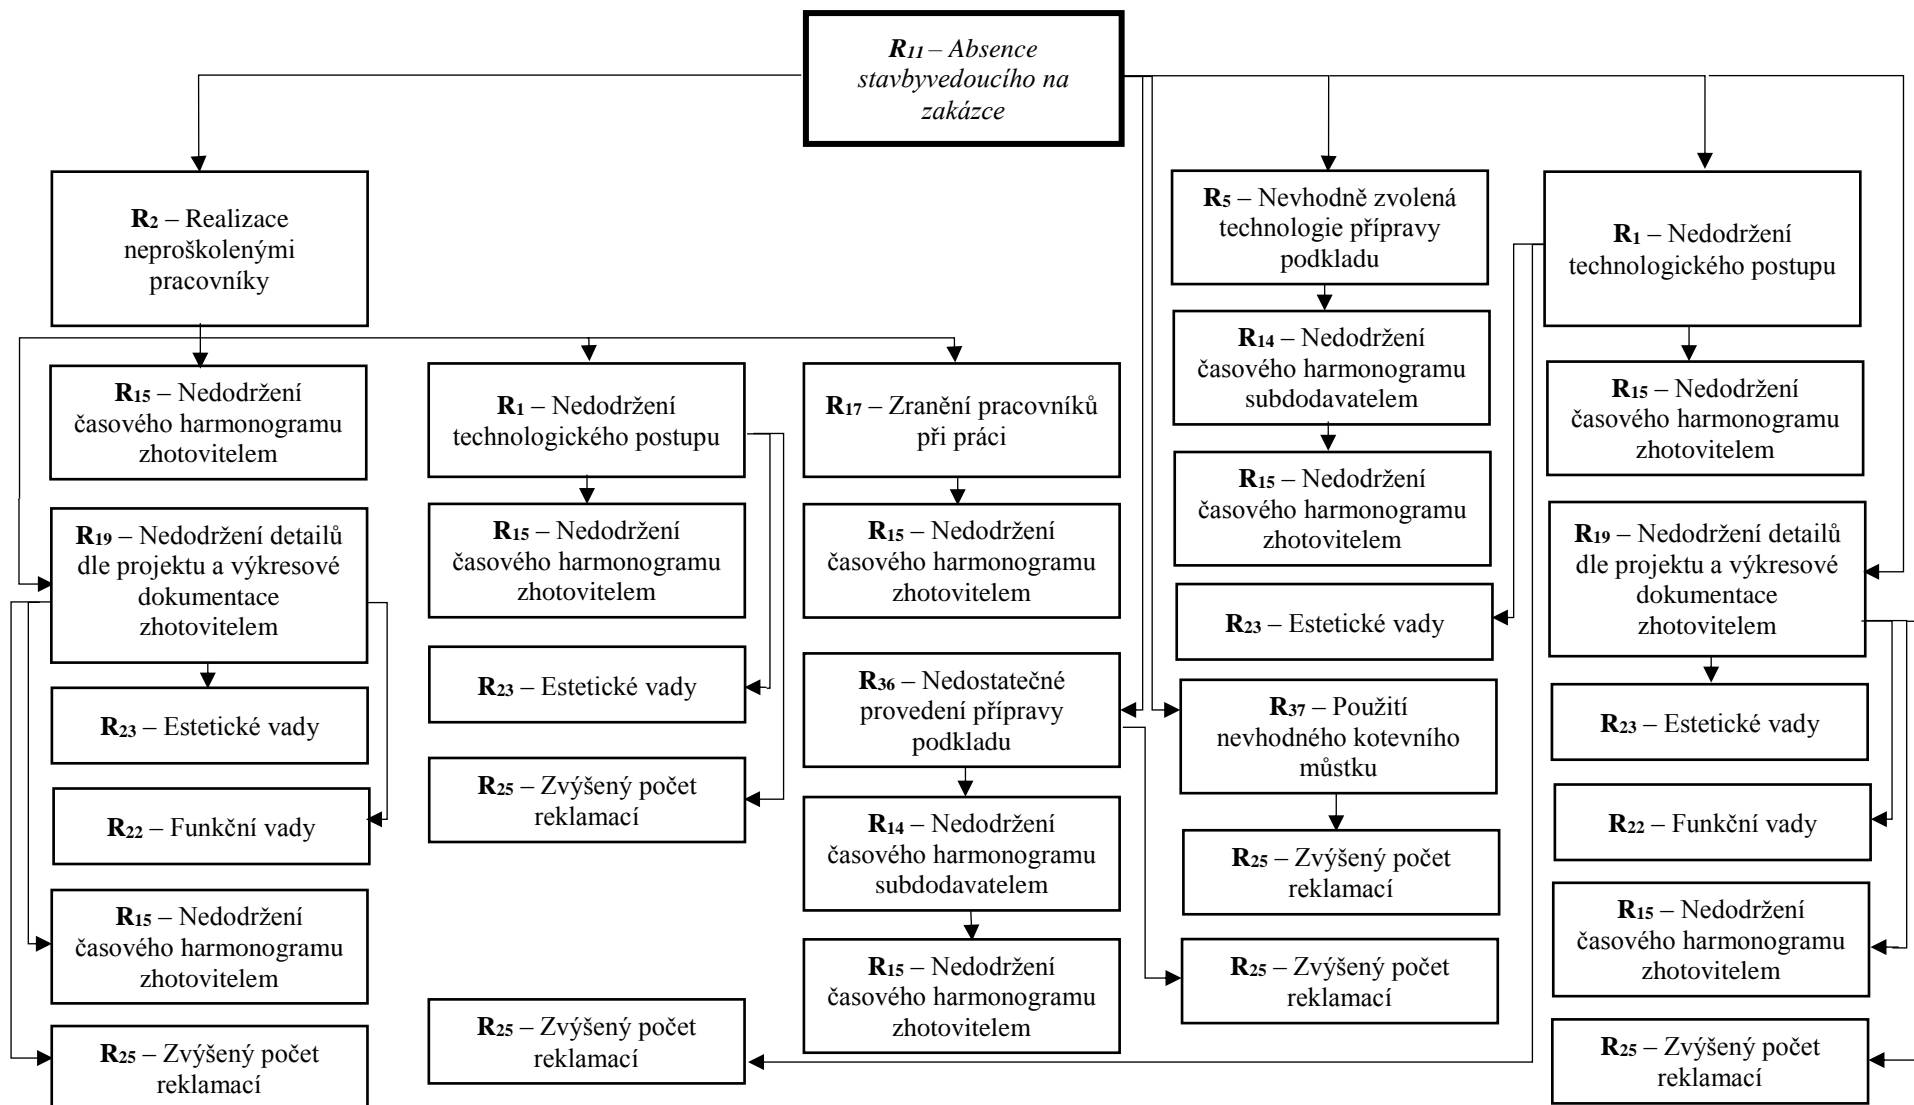 R11 – Absence
stavbyvedoucího na
zakázce
R2 – Realizace
neproškolenými
pracovníky
R15 – Nedodržení
časového harmonogramu
zhotovitelem
R19 – Nedodržení detailů
dle projektu a výkresové
dokumentace
zhotovitelem
R23 – Estetické vady
R22 – Funkční vady
R15 – Nedodržení
časového harmonogramu
zhotovitelem
R25 – Zvýšený počet
reklamací
R1 – Nedodržení
technologického postupu
R15 – Nedodržení
časového harmonogramu
zhotovitelem
R23 – Estetické vady
R25 – Zvýšený počet
reklamací
R25 – Zvýšený počet
reklamací
R17 – Zranění pracovníků
při práci
R15 – Nedodržení
časového harmonogramu
zhotovitelem
R36 – Nedostatečné
provedení přípravy
podkladu
R14 – Nedodržení
časového harmonogramu
subdodavatelem
R15 – Nedodržení
časového harmonogramu
zhotovitelem
R5 – Nevhodně zvolená
technologie přípravy
podkladu
R14 – Nedodržení
časového harmonogramu
subdodavatelem
R15 – Nedodržení
časového harmonogramu
zhotovitelem
R23 – Estetické vady
R37 – Použití
nevhodného kotevního
můstku
R25 – Zvýšený počet
reklamací
R25 – Zvýšený počet
reklamací
R1 – Nedodržení
technologického postupu
R15 – Nedodržení
časového harmonogramu
zhotovitelem
R19 – Nedodržení detailů
dle projektu a výkresové
dokumentace
zhotovitelem
R23 – Estetické vady
R22 – Funkční vady
R15 – Nedodržení
časového harmonogramu
zhotovitelem
R25 – Zvýšený počet
reklamací